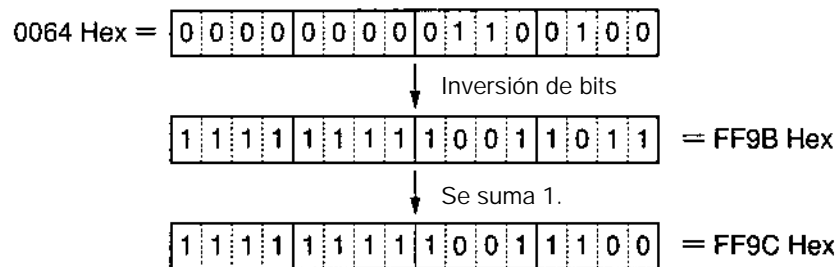 0064 Hex = 0 0 0 0 0 0 0 0 0 1 1 0 0 1 0 0
Inversión de bits
1 1 1 1 1 1 1 1 1 0 0 1 1 0 1 1 = FF9B Hex
Se suma 1.
1 1 1 1 1 1 1 1 1 0 0 1 1 1 0 0 = FF9C Hex